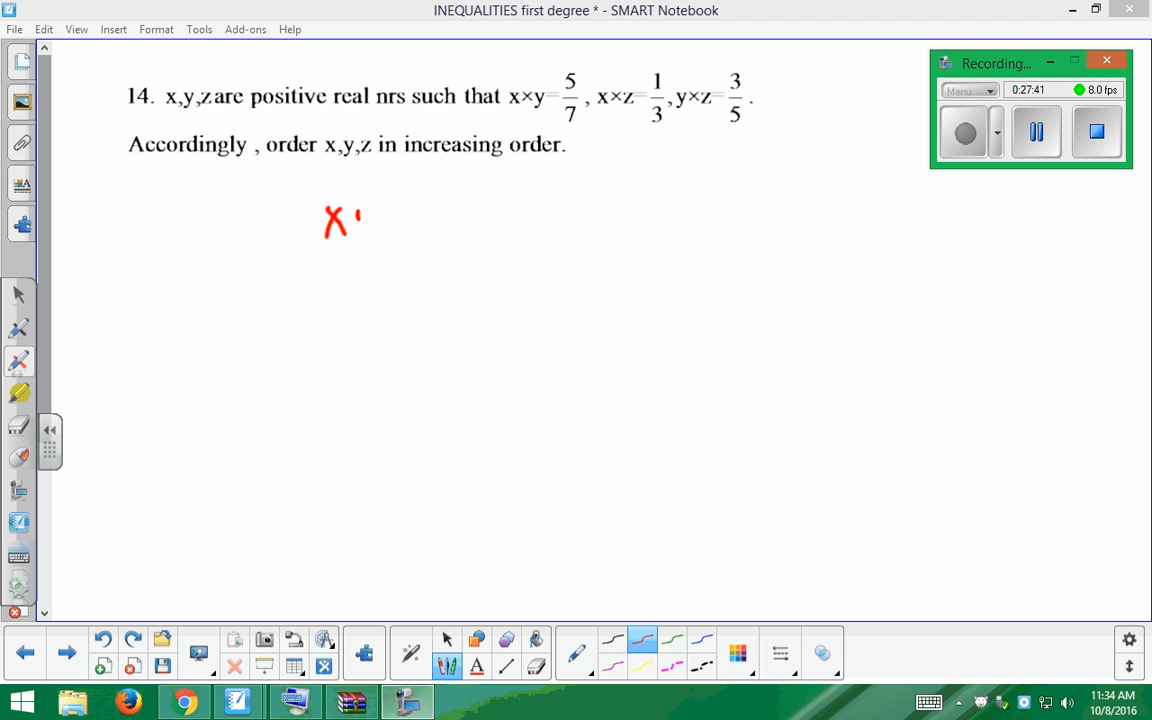 INEQUALITIES first degree * - SMART Notebook
File Edit View Insert Format Tools Add-ons Help
Recording...
Menu 0:27:41 8.0 fps
14. x,y,z are positive real nrs such that x×y=5/7 , x×z=1/3 ,y×z=3/5 .
Accordingly , order x,y,z in increasing order.
X
11:34 AM
10/8/2016